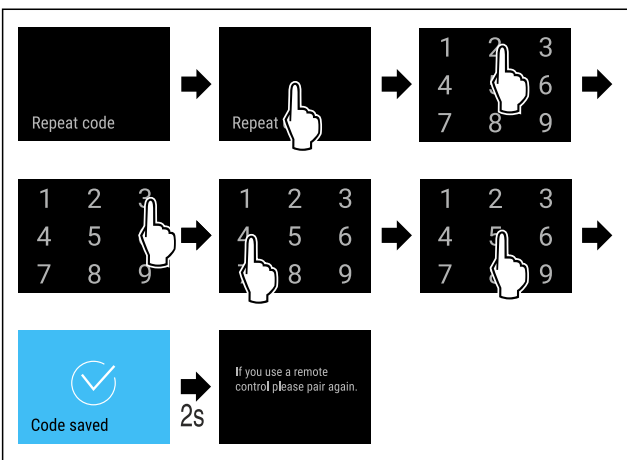 Repeat code
Repeat
1 2 3
4 6
7 8 9
1 2 3
4 5
7 8 9
1 2 3
4 5 6
8 9
1 2 3
4 5 6
7 9
Code saved
2s
If you use a remote
control please pair again.